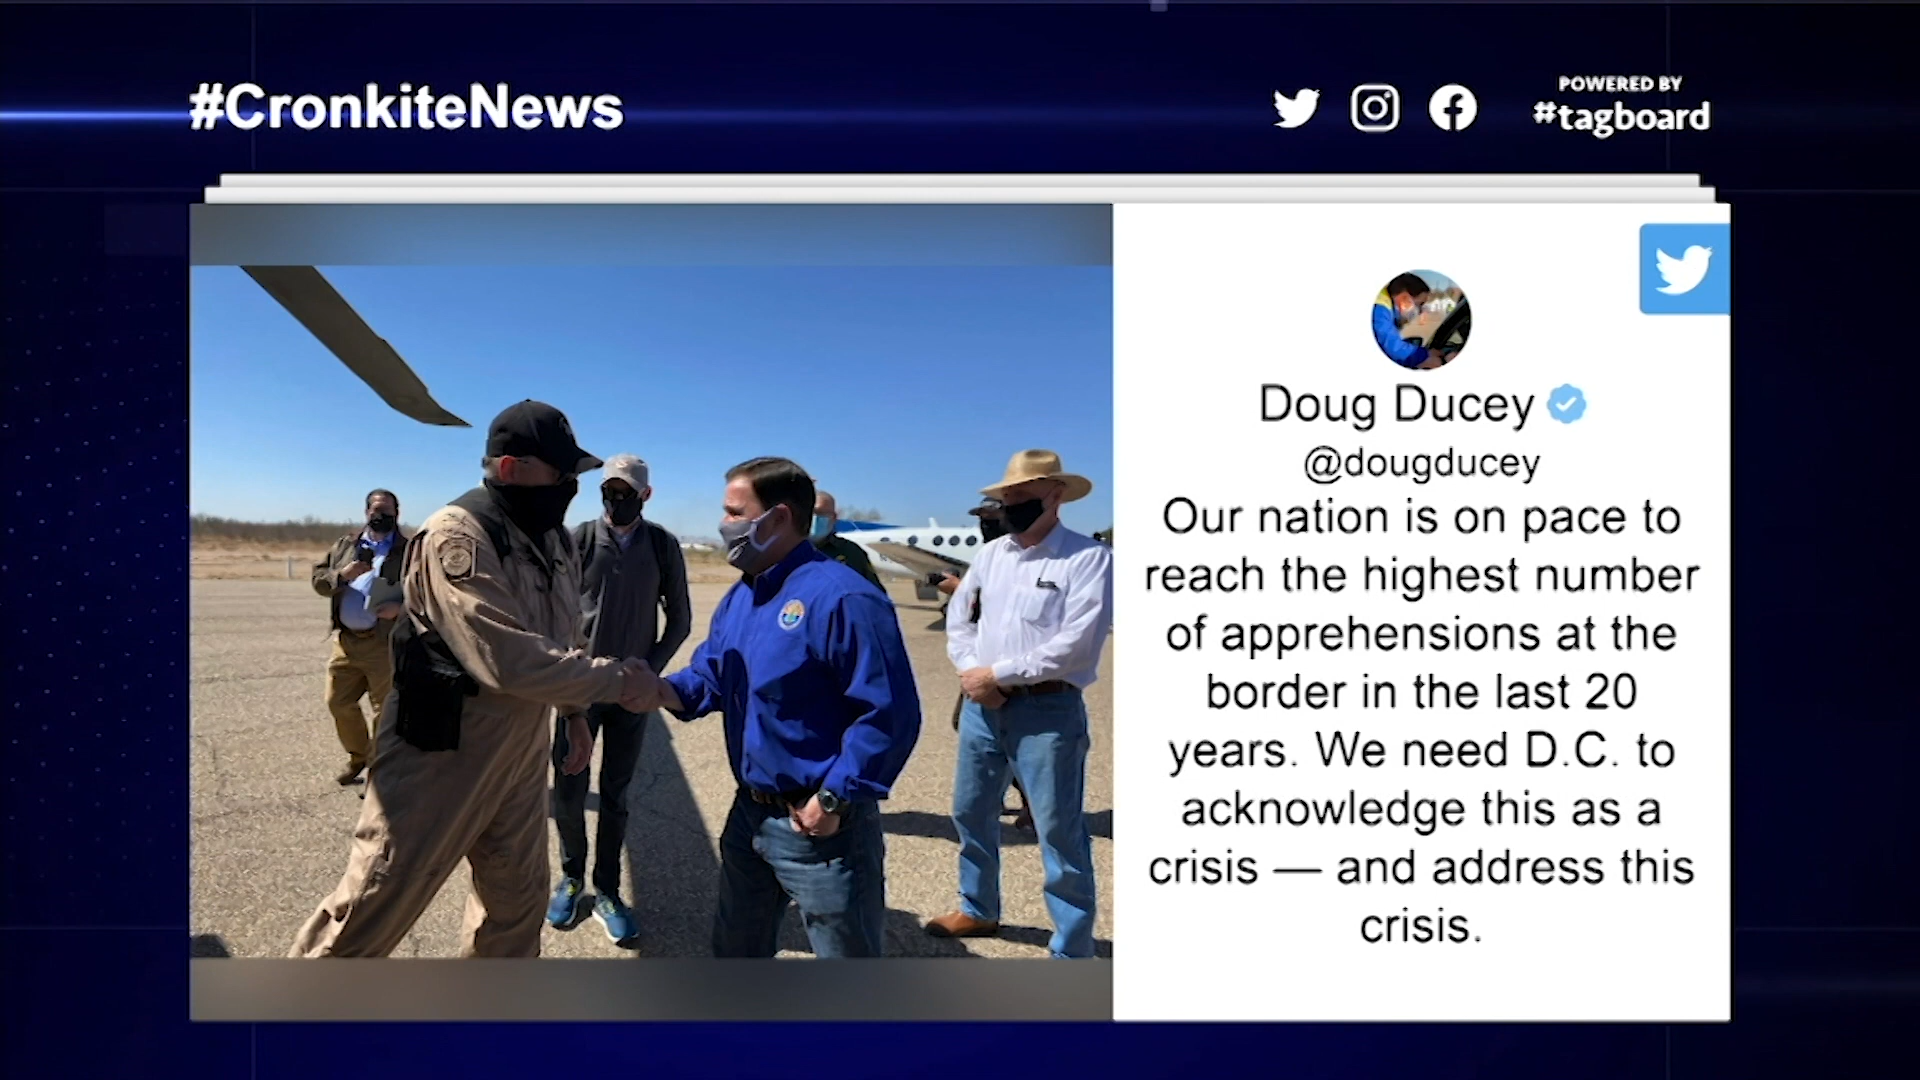 #CronkiteNews
POWERED BY
#tagboard
Doug Ducey
@dougducey
Our nation is on pace to
reach the highest number
of apprehensions at the
border in the last 20
years. We need D.C. to
acknowledge this as a
crisis — and address this
crisis.